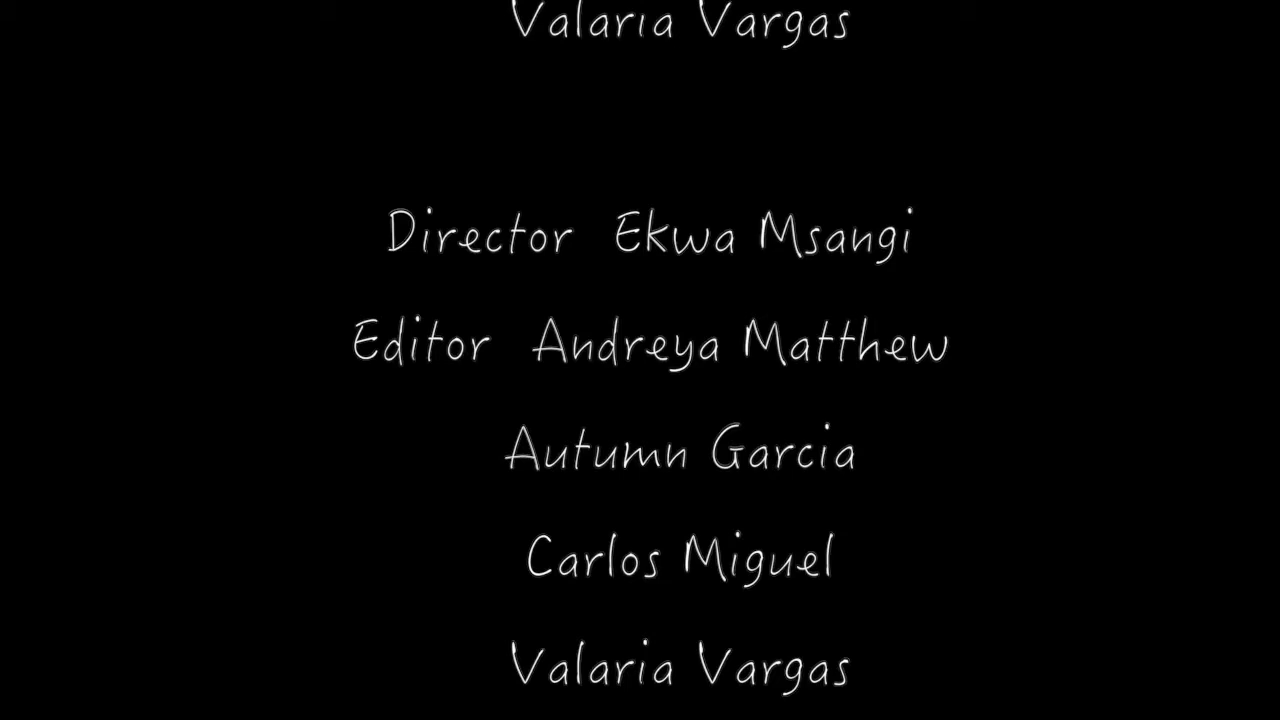 Valaria Vargas
Director Ekwa Msangi
Editor Andreya Matthew
Autumn Garcia
Carlos Miguel
Valaria Vargas